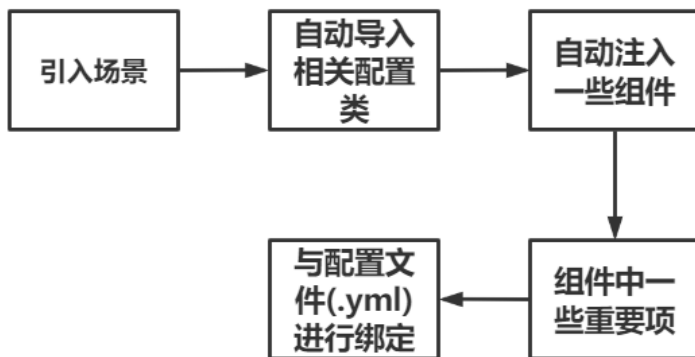 引入场景
自动导入
相关配置
类
自动注入
一些组件
组件中一
些重要项
与配置文
件(.yml)
进行绑定